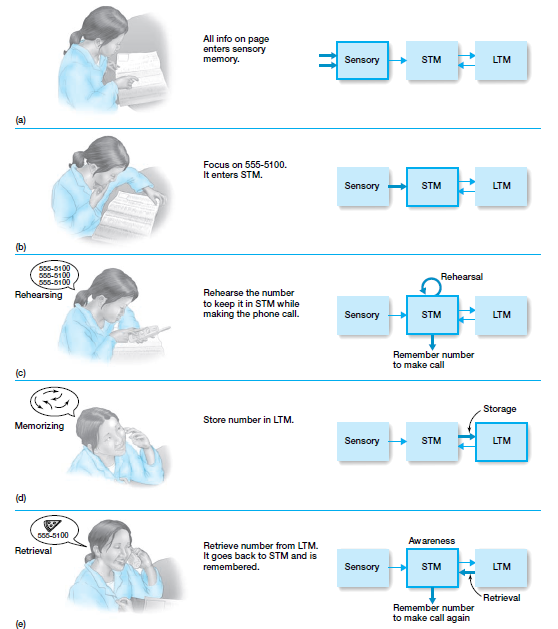 All info on page
enters sensory
memory.
Sensory
STM
LTM
(a)
Focus on 555-5100.
It enters STM.
Sensory
STM
LTM
(b)
555-5100
555-5100
555-5100
Rehearsing
Rehearse the number
to keep it in STM while
making the phone call.
Rehearsal
Sensory
STM
LTM
Remember number
to make call
(c)
Memorizing
Store number in LTM.
Storage
Sensory
STM
LTM
(d)
555-5100
Retrieval
Retrieve number from LTM.
It goes back to STM and is
remembered.
Awareness
Sensory
STM
LTM
Retrieval
Remember number
to make call again
(e)